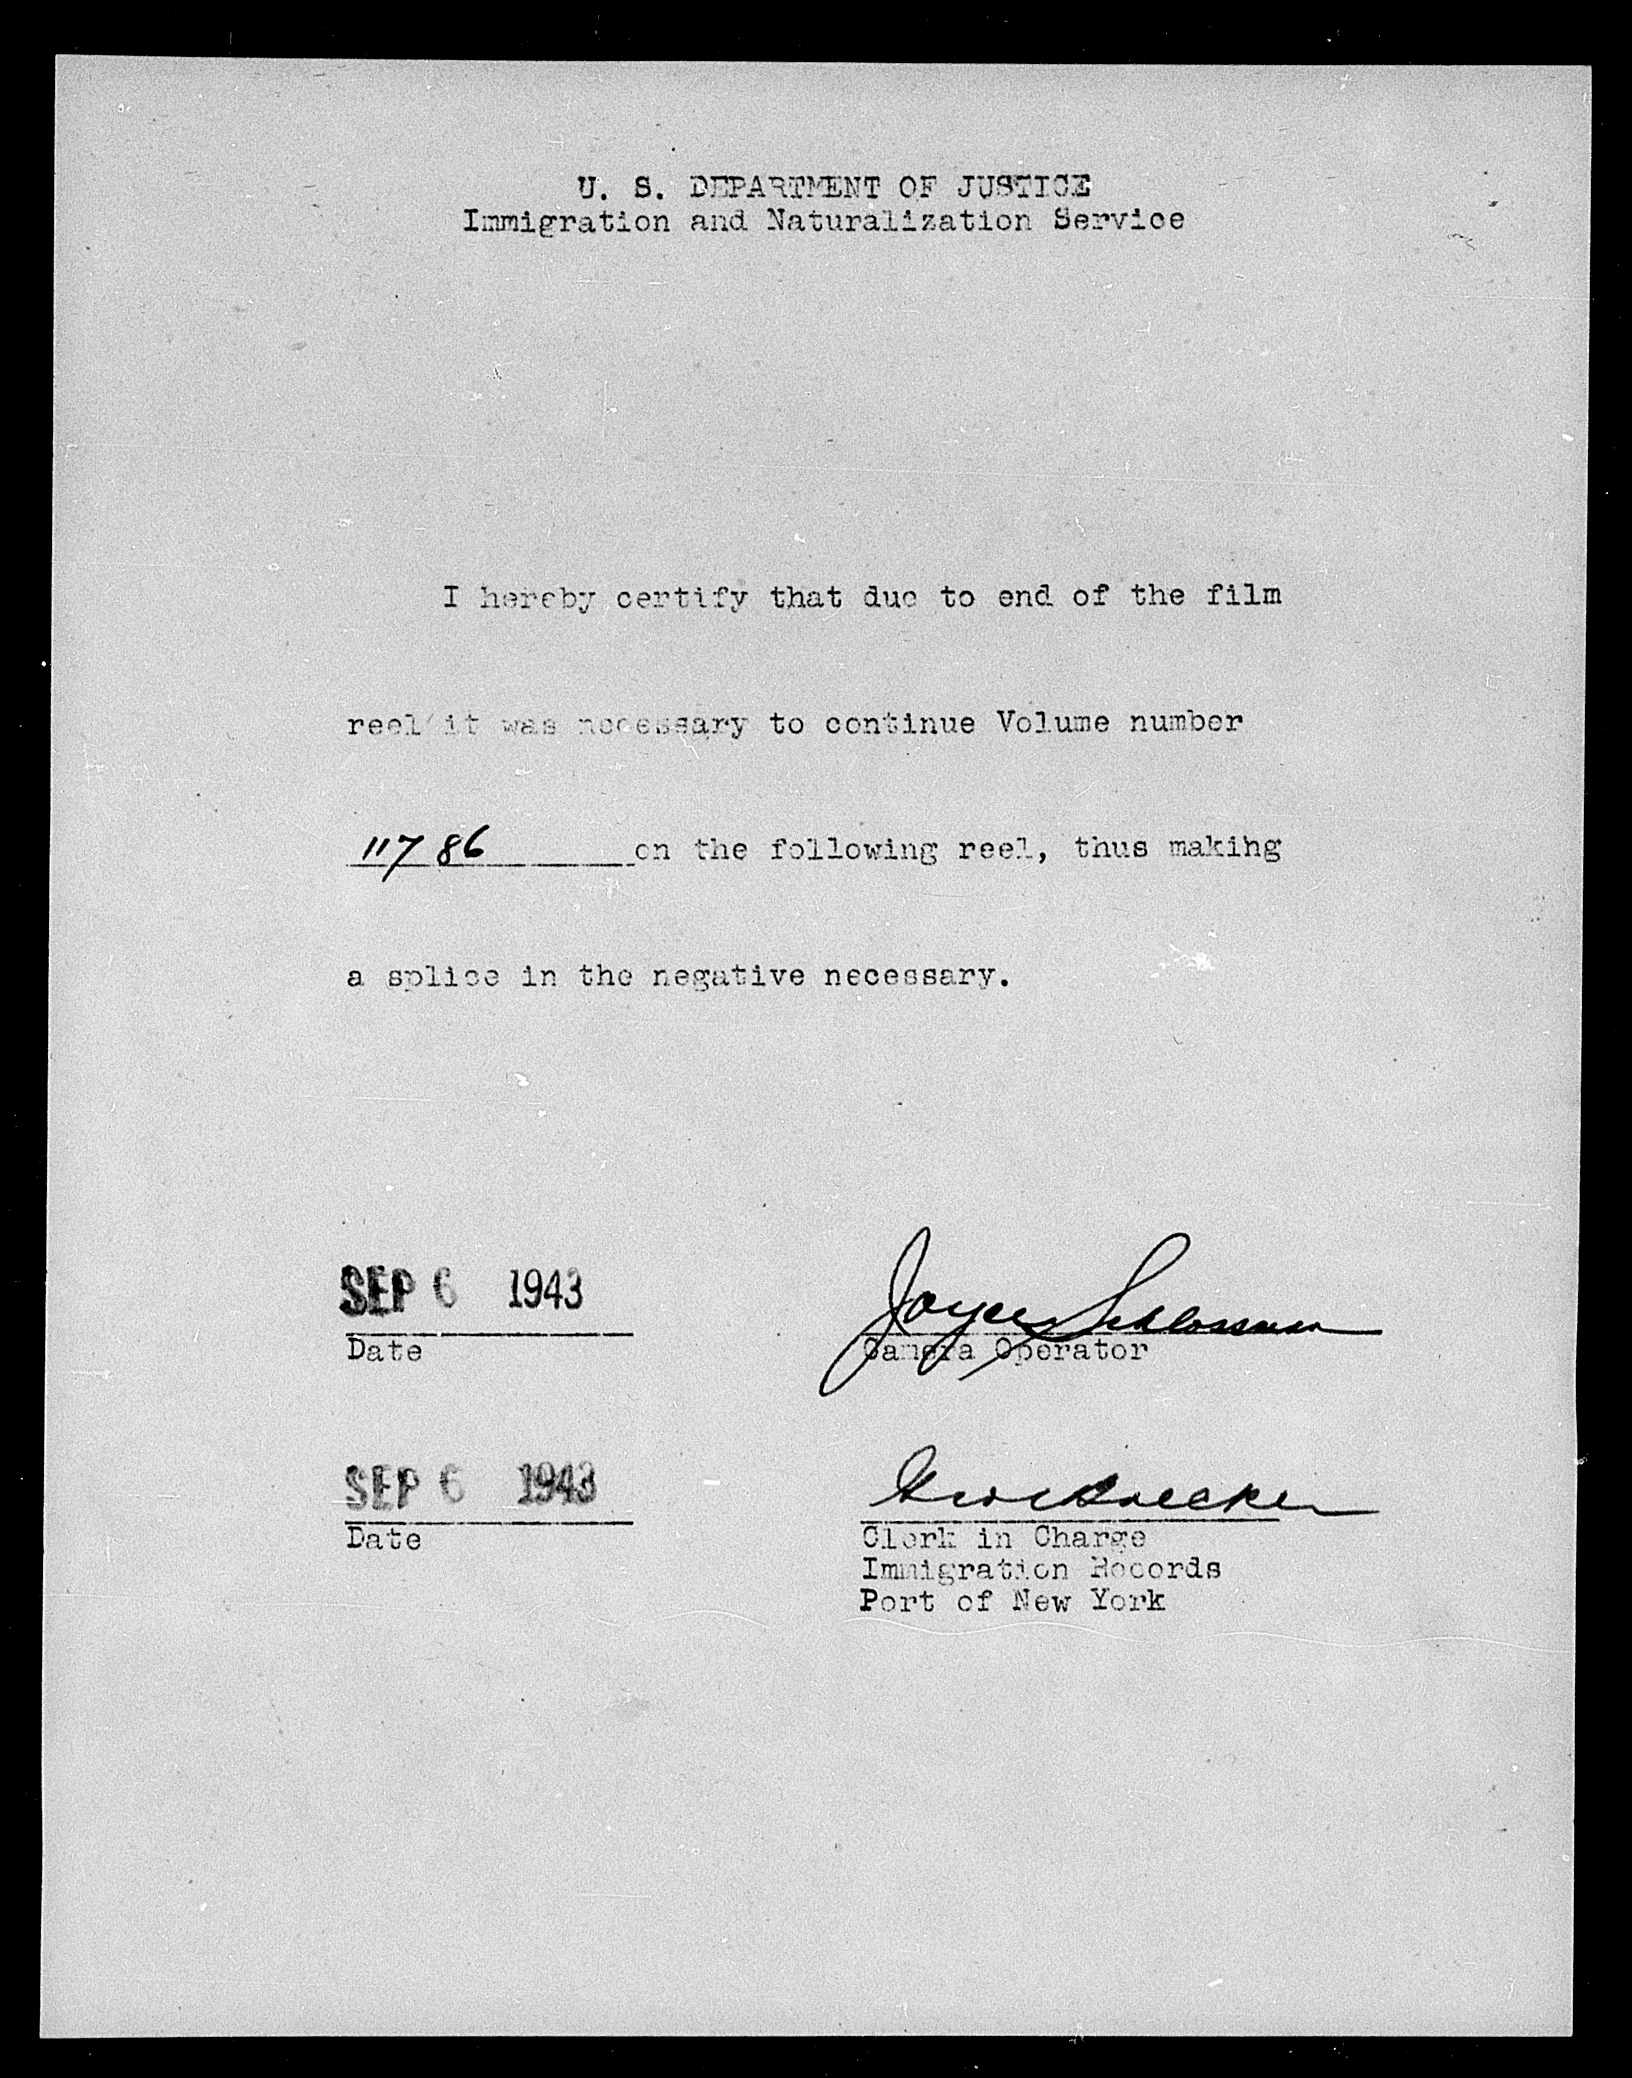 U. S. DEPARTMENT OF JUSTICE
Immigration and Naturalization Service
I hereby certify that due to end of the film
reel it was necessary to continue Volume number
11786 on the following reel, thus making
a splice in the negative necessary.
SEP 6 1943
Date
Joyce Schlossman
Camera Operator
SEP 6 1943
Date
Clerk in Charge
Immigration Records
Port of New York